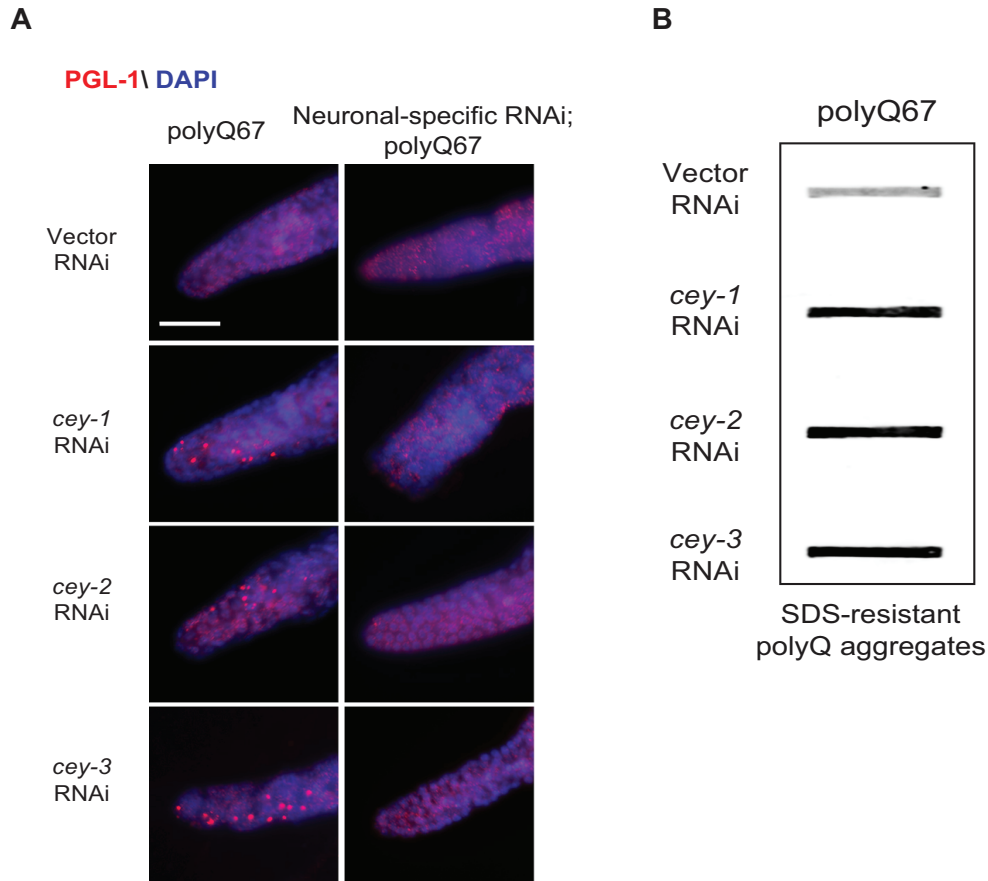 A
PGL-1\ DAPI
polyQ67
Neuronal-specific RNAi;
polyQ67
Vector
RNAi
cey-1
RNAi
cey-2
RNAi
cey-3
RNAi
B
polyQ67
Vector
RNAi
cey-1
RNAi
cey-2
RNAi
cey-3
RNAi
SDS-resistant
polyQ aggregates